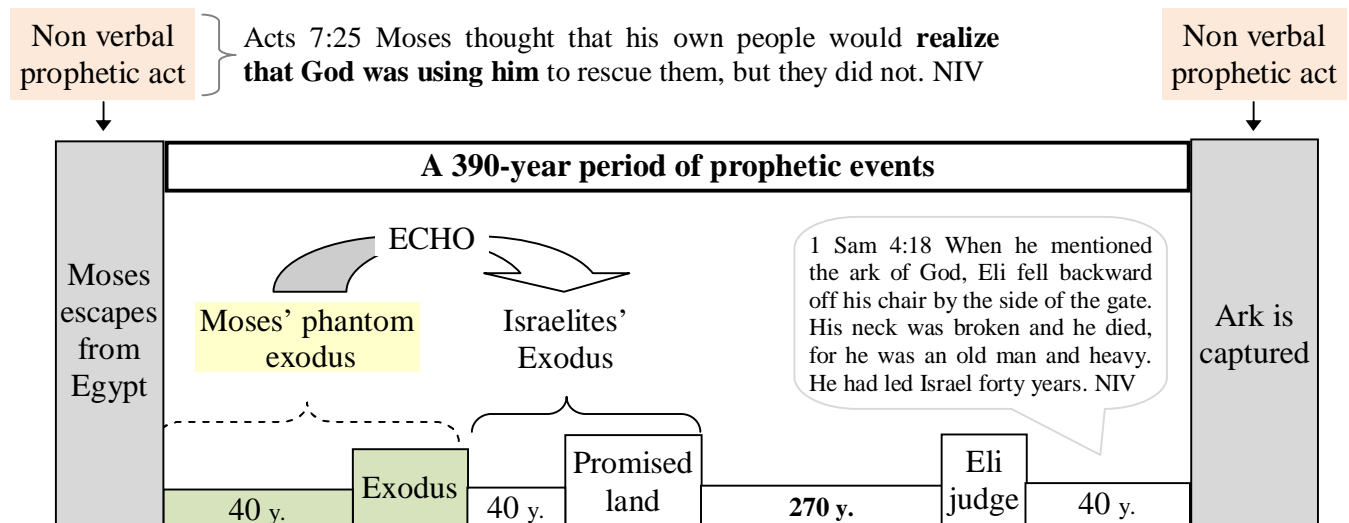 Non verbal
prophetic act
Acts 7:25 Moses thought that his own people would realize
that God was using him to rescue them, but they did not. NIV
Non verbal
prophetic act
A 390-year period of prophetic events
Moses
escapes
from
Egypt
ECHO
Moses' phantom
exodus
Israelites'
Exodus
1 Sam 4:18 When he mentioned
the ark of God, Eli fell backward
off his chair by the side of the gate.
His neck was broken and he died,
for he was an old man and heavy.
He had led Israel forty years. NIV
Ark is
captured
40 y.
Exodus
40 y.
Promised
land
270 y.
Eli
judge
40 y.